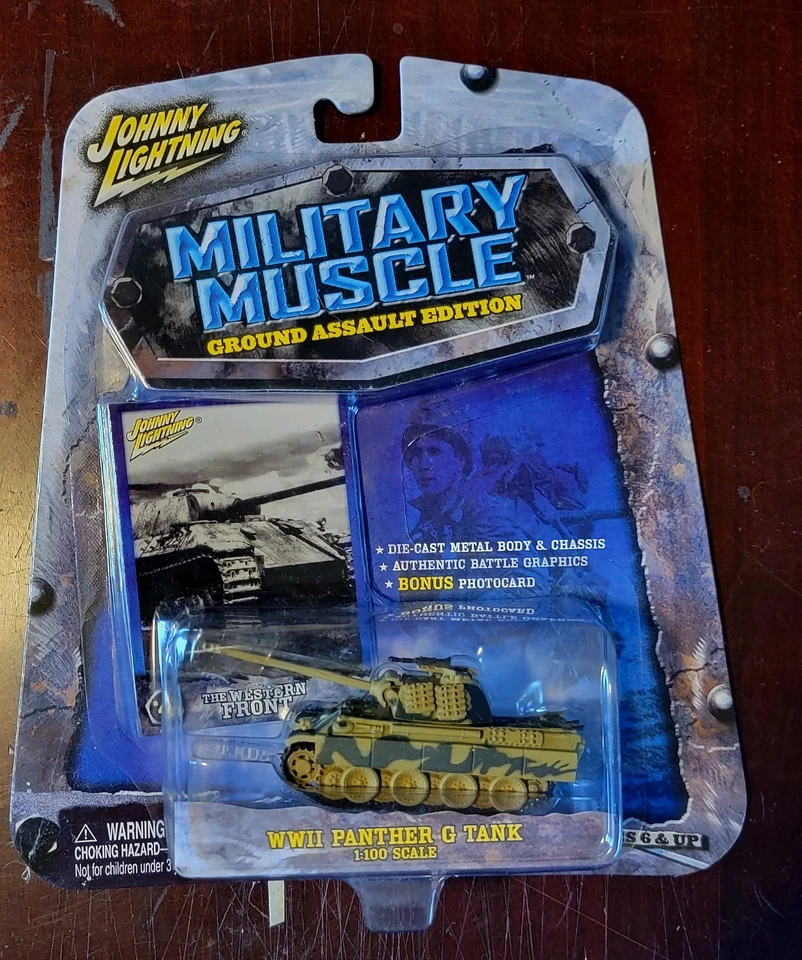 JOHNNY
LIGHTNING®
MILITARY
MUSCLE™
GROUND ASSAULT EDITION
JOHNNY
LIGHTNING®
★ DIE-CAST METAL BODY & CHASSIS
★ AUTHENTIC BATTLE GRAPHICS
★ BONUS PHOTOCARD
THE WESTERN
FRONT
WWII PANTHER G TANK
1:100 SCALE
⚠ WARNING
CHOKING HAZARD—
Not for children under 3
S 6 & UP!